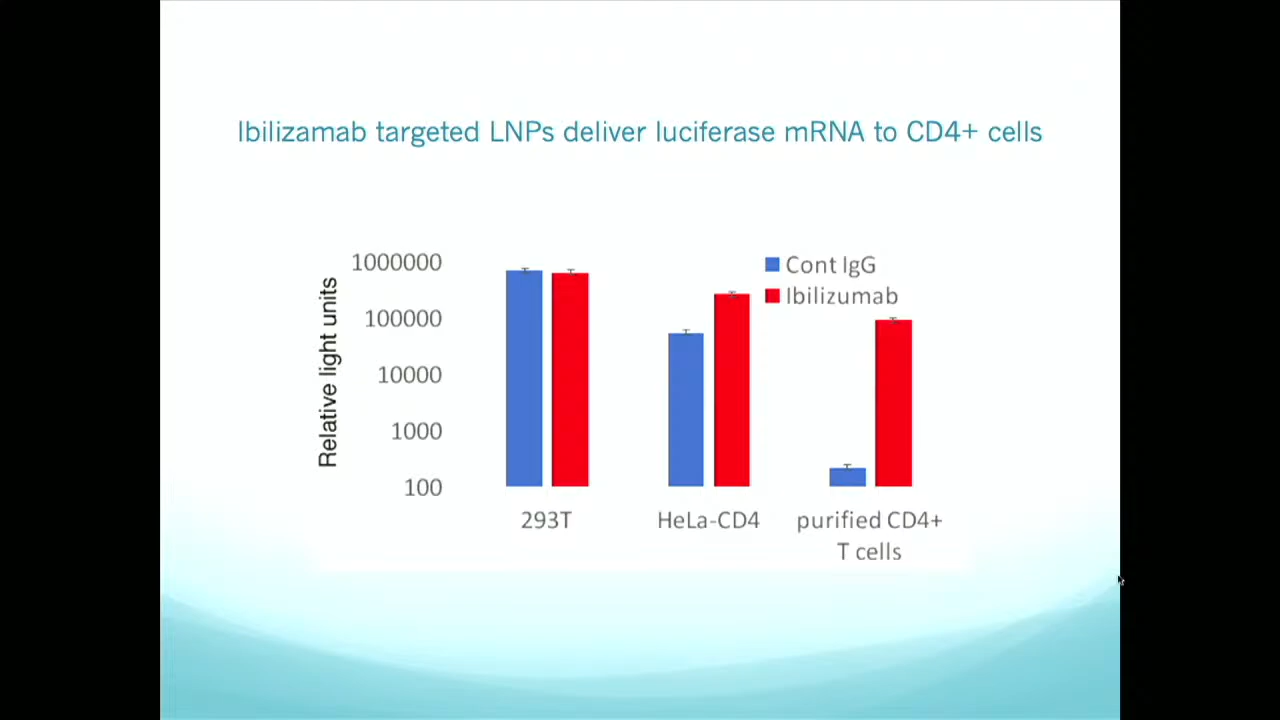 Ibilizamab targeted LNPs deliver luciferase mRNA to CD4+ cells
Relative light units
1000000
100000
10000
1000
100
Cont IgG
Ibilizumab
293T
HeLa-CD4
purified CD4+
T cells